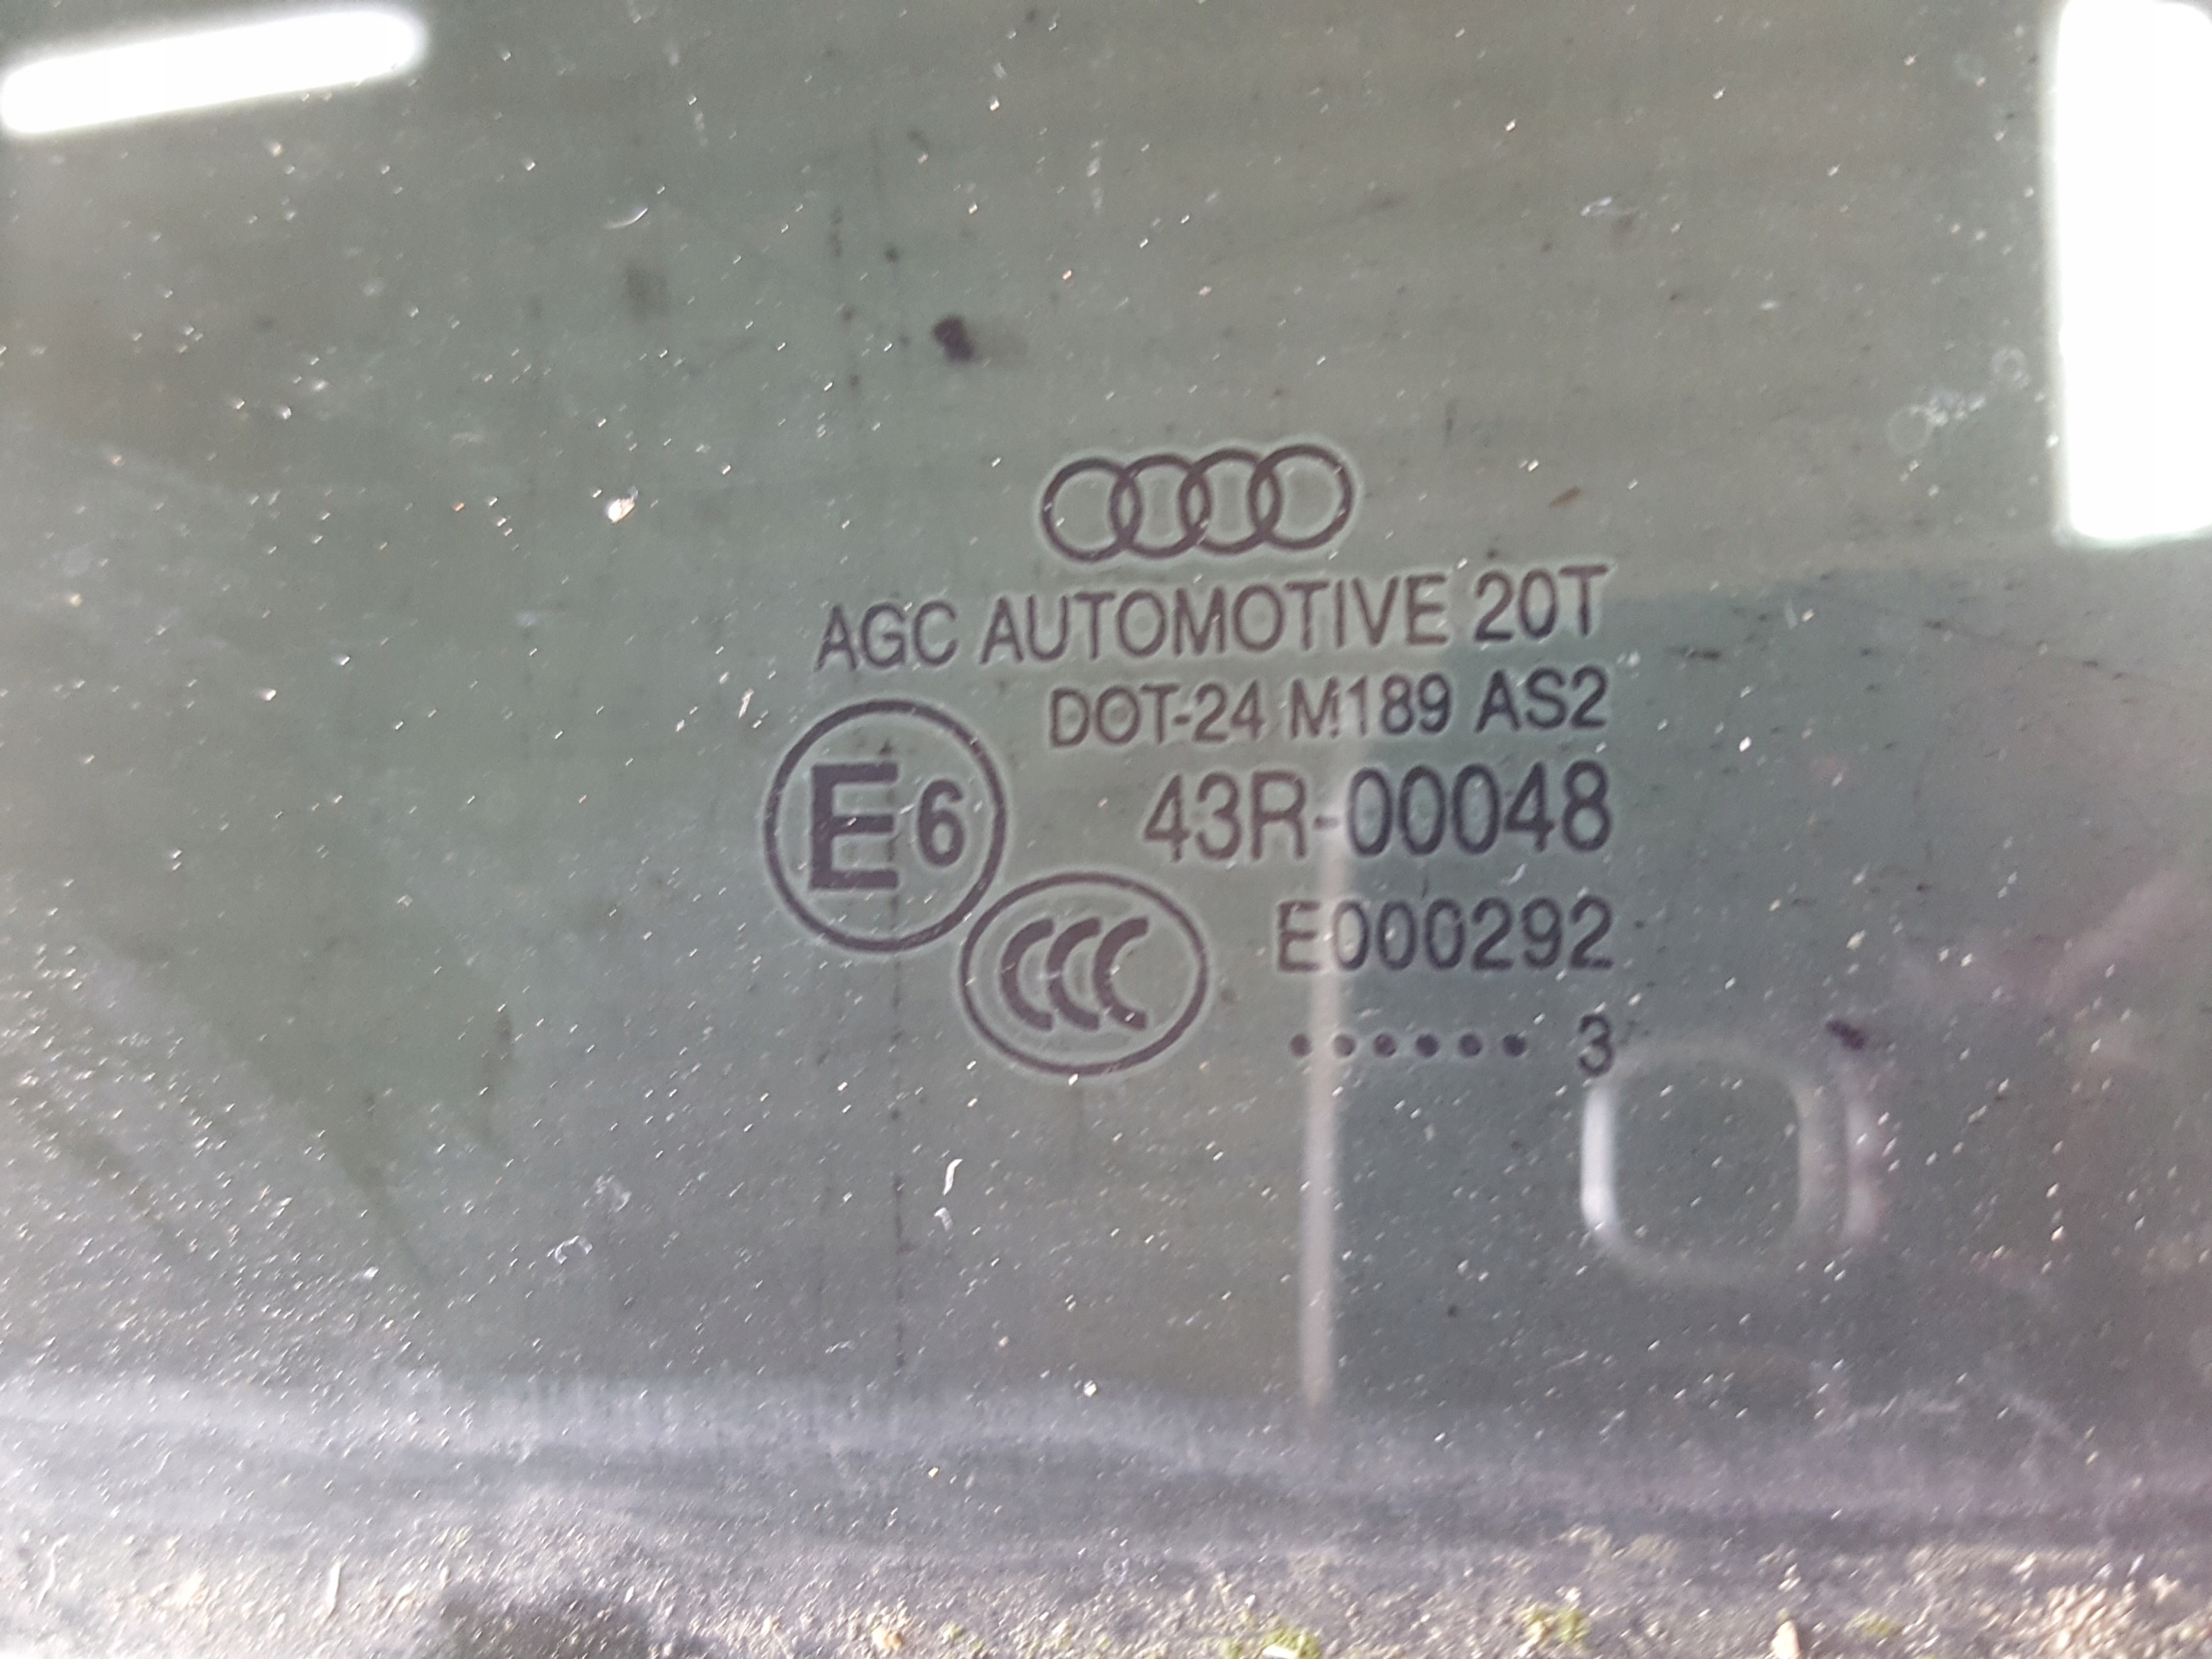 AGC AUTOMOTIVE 20T
DOT-24 M189 AS2
E6 43R-00048
CCC E000292
...... 3